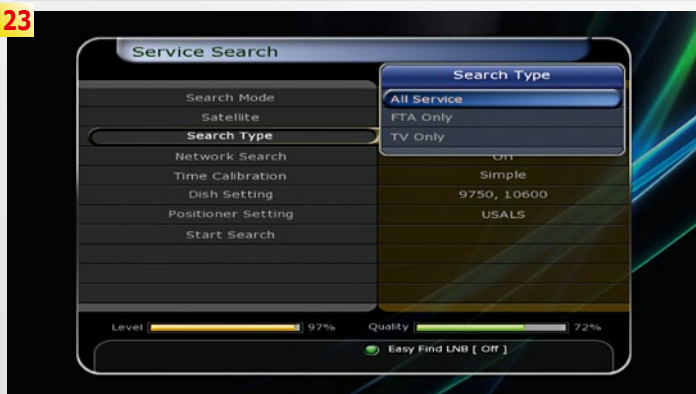 23
Service Search
Search Type
Search Mode
All Service
Satellite
FTA Only
Search Type
TV Only
Network Search Off
Time Calibration Simple
Dish Setting 9750, 10600
Positioner Setting USALS
Start Search
Level 97% Quality 72%
Easy Find LNB [ Off ]